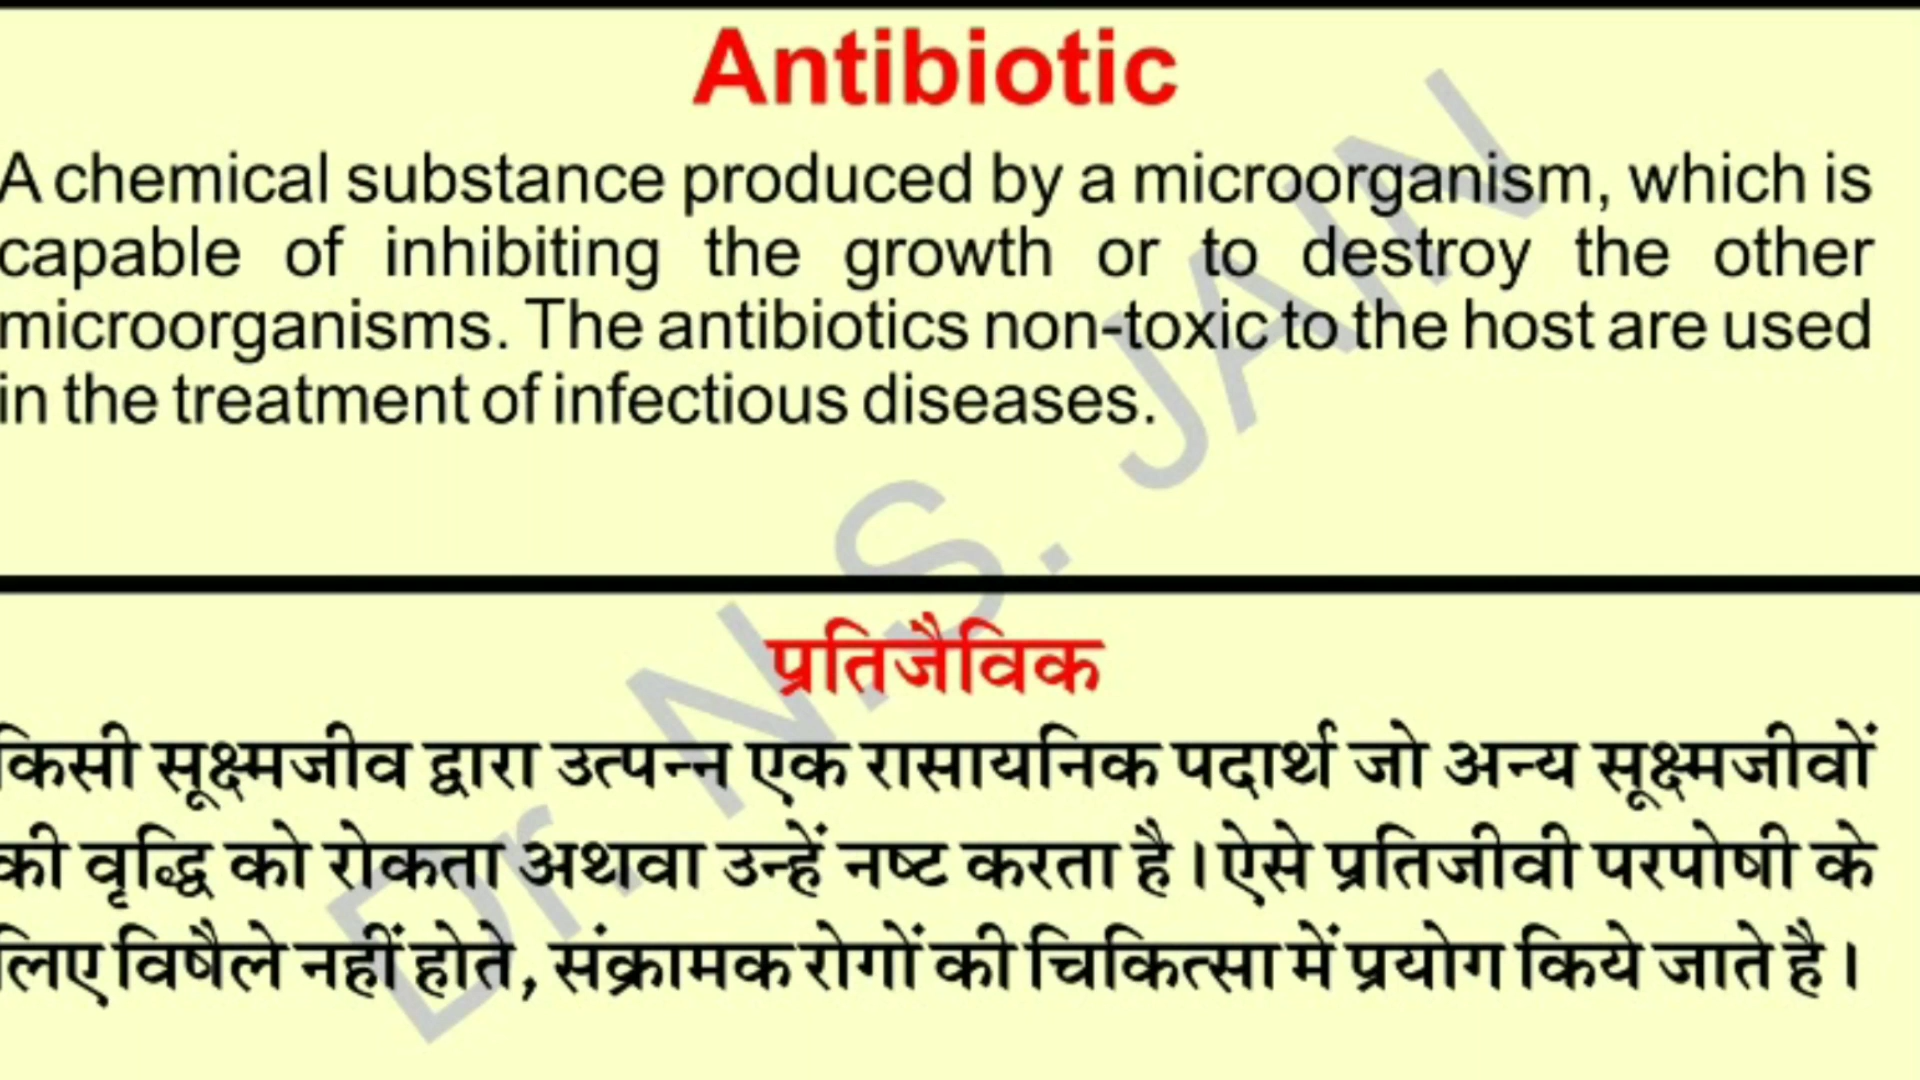 Antibiotic
A chemical substance produced by a microorganism, which is
capable of inhibiting the growth or to destroy the other
microorganisms. The antibiotics non-toxic to the host are used
in the treatment of infectious diseases.
प्रतिजैविक
किसी सूक्ष्मजीव द्वारा उत्पन्न एक रासायनिक पदार्थ जो अन्य सूक्ष्मजीवों
की वृद्धि को रोकता अथवा उन्हें नष्ट करता है। ऐसे प्रतिजीवी परपोषी के
लिए विषैले नहीं होते, संक्रामक रोगों की चिकित्सा में प्रयोग किये जाते है।
Dr. N.S. JAIN